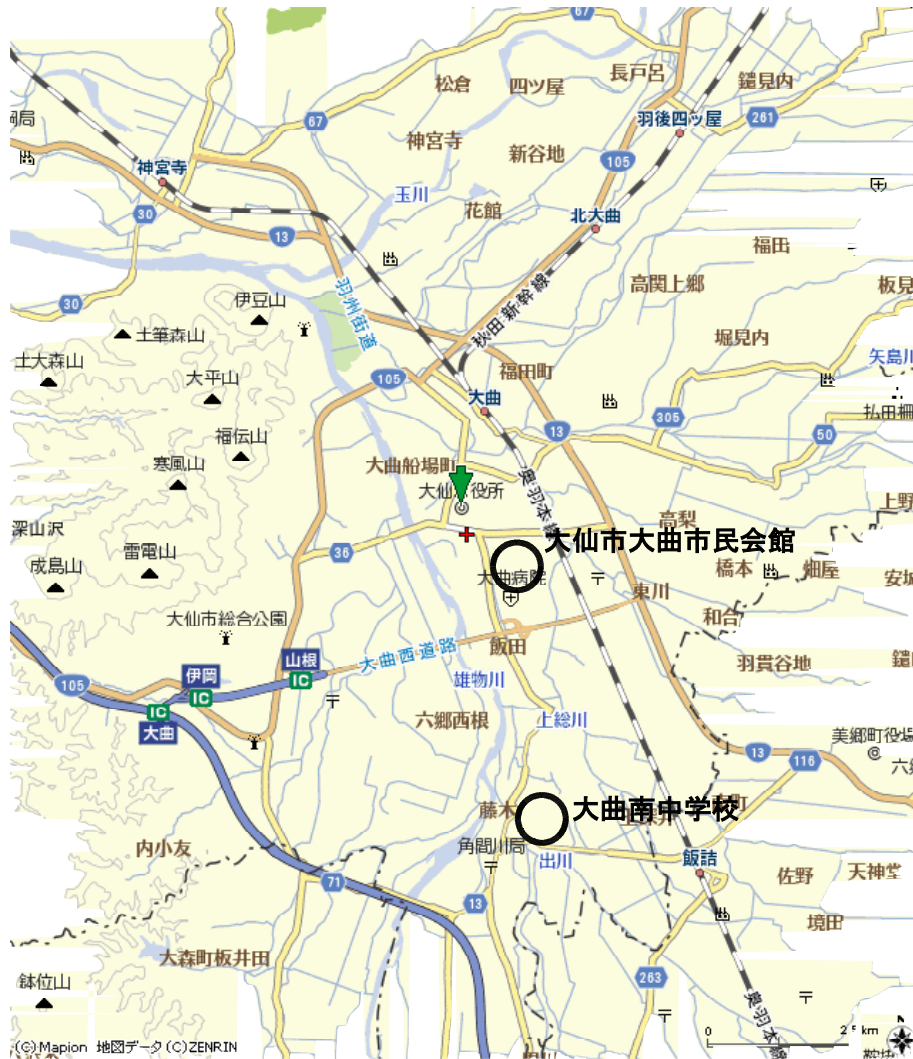 67
松倉
四ツ屋
長戸呂
鑓見内
羽後四ッ屋
261
67
神宮寺
新谷地
105
神宮寺
玉川
花館
北大曲
30
13
福田
30
伊豆山
羽州街道
秋田新幹線
高関上郷
板見
土筆森山
堀見内
矢島川
土大森山
大平山
105
福田町
大曲
305
払田柵
13
50
福伝山
大曲船場町
寒風山
大仙
役所
奥羽本線
上野
深山沢
高梨
雷電山
36
大仙市大曲市民会館
成島山
大曲病院
橋本
畑屋
安城
東川
和合
大仙市総合公園
飯田
大曲西道路
羽貫谷地
山根
IC
伊岡
IC
105
雄物川
大曲
IC
六郷西根
上総川
美郷町役場
13
六郷
116
藤木
大曲南中学校
角間川局
出川
飯詰
内小友
佐野
天神堂
71
13
境田
大森町板井田
263
鉢位山
奥羽本線
0
2.5 km
N
(C)Mapion 地図データ(C)ZENRIN